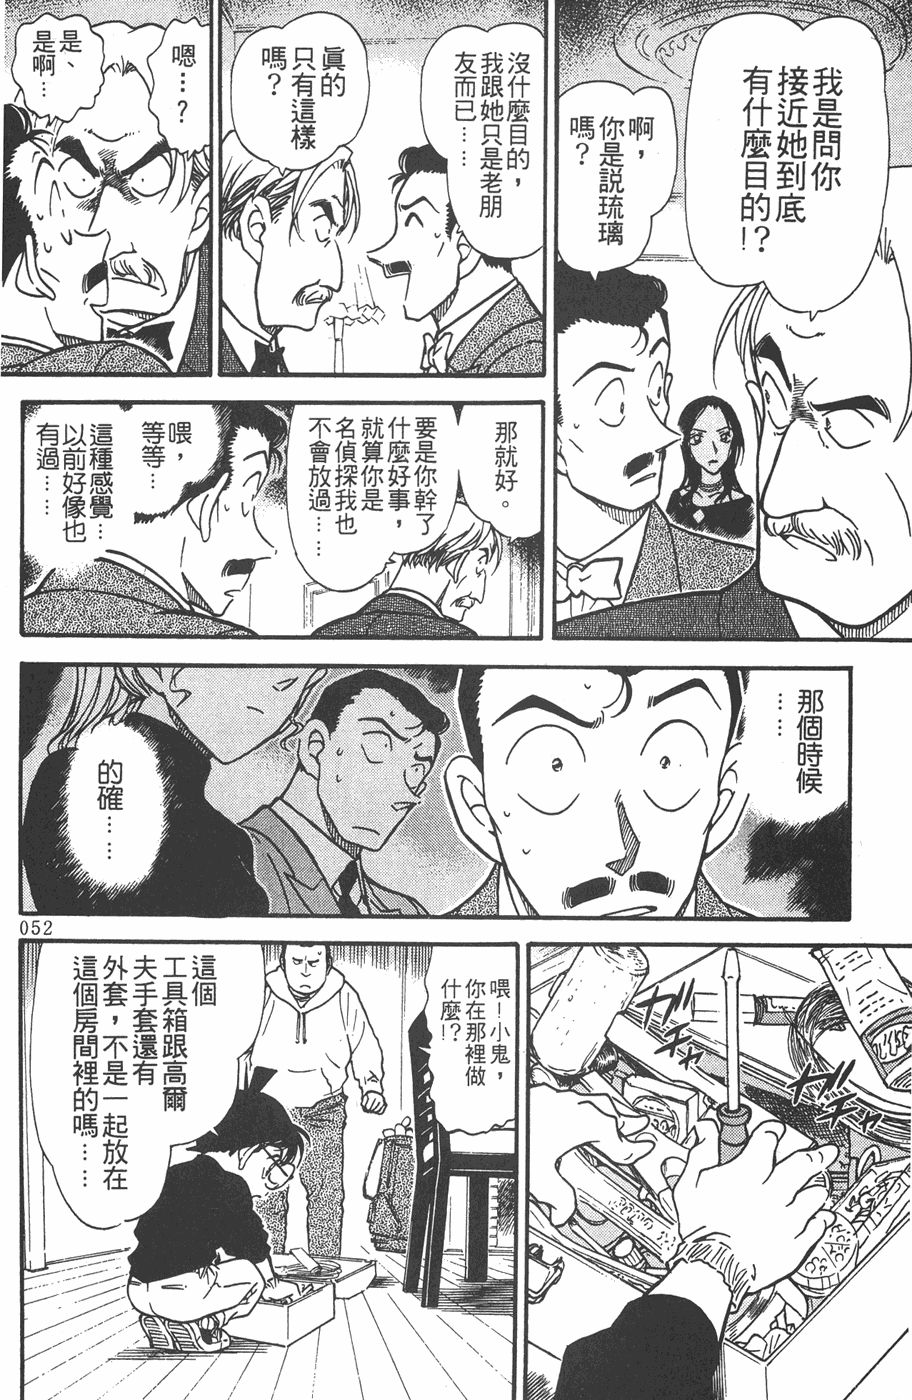 我是問你
接近她到底
有什麼目的!?
啊，
你是説琉璃
嗎？
沒什麼目的，
我跟她只是老朋
友而已……
真的
只有這樣
嗎？
嗯…？
是、
是啊…
那就好。
要是你幹了
什麼好事，
就算你是
名偵探我也
不會放過……
喂，
等等…
這種感覺…
以前好像也
有過……
那個時候
……
的確……
052
喂！小鬼，
你在那裡做
什麼!?
這個
工具箱跟高爾
夫手套還有
外套，不是一起放在
這個房間裡的嗎……